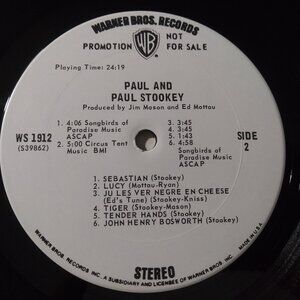 WARNER BROS. RECORDS
PROMOTION WB NOT FOR SALE
Playing Time: 24:19
PAUL AND
PAUL STOOKEY
Produced by Jim Mason and Ed Mottau
WS 1912
(S39862)
SIDE
2
1. 4:06 Songbirds of
Paradise Music
ASCAP
2. 5:00 Circus Tent
Music BMI
3. 3:45
4. 3:45
5. 1:43
6. 4:58
Songbirds of
Paradise Music
ASCAP
1. SEBASTIAN (Stookey)
2. LUCY (Mottau-Ryan)
3. JU LES VER NEGRE EN CHEESE
(Ed's Tune) (Stookey-Kniss)
4. TIGER (Stookey-Mason)
5. TENDER HANDS (Stookey)
6. JOHN HENRY BOSWORTH (Stookey)
STEREO
WARNER BROS. RECORDS INC. A SUBSIDIARY AND LICENSEE OF WARNER BROS. INC.
MADE IN U.S.A.